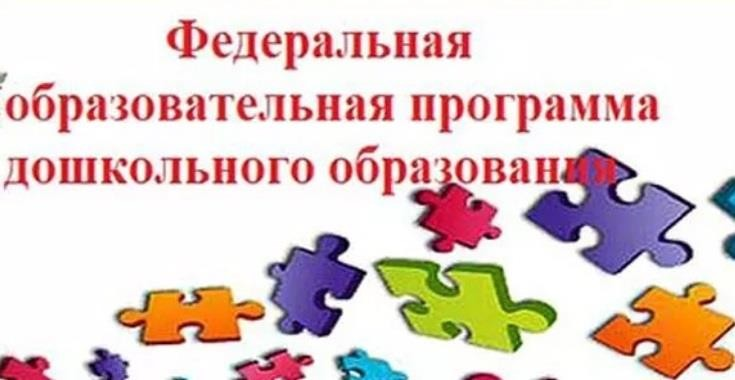 Федеральная
образовательная программа
дошкольного образования